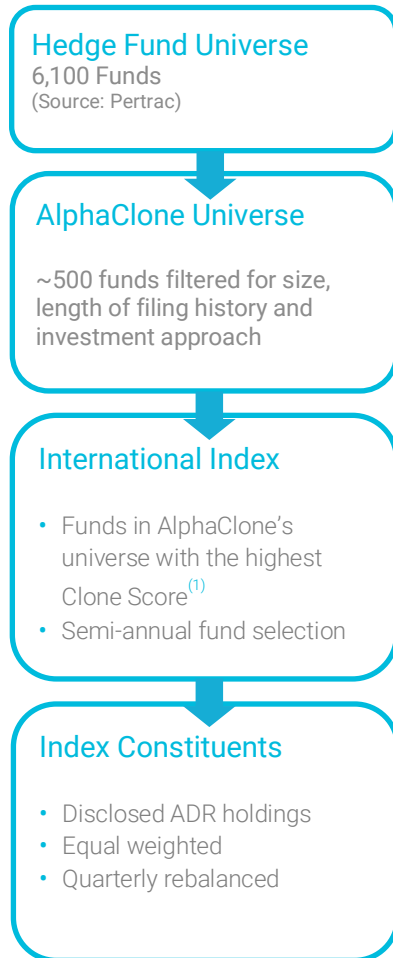 Hedge Fund Universe
6,100 Funds
(Source: Pertrac)
AlphaClone Universe
~500 funds filtered for size,
length of filing history and
investment approach
International Index
• Funds in AlphaClone’s
universe with the highest
Clone Score(1)
• Semi-annual fund selection
Index Constituents
• Disclosed ADR holdings
• Equal weighted
• Quarterly rebalanced